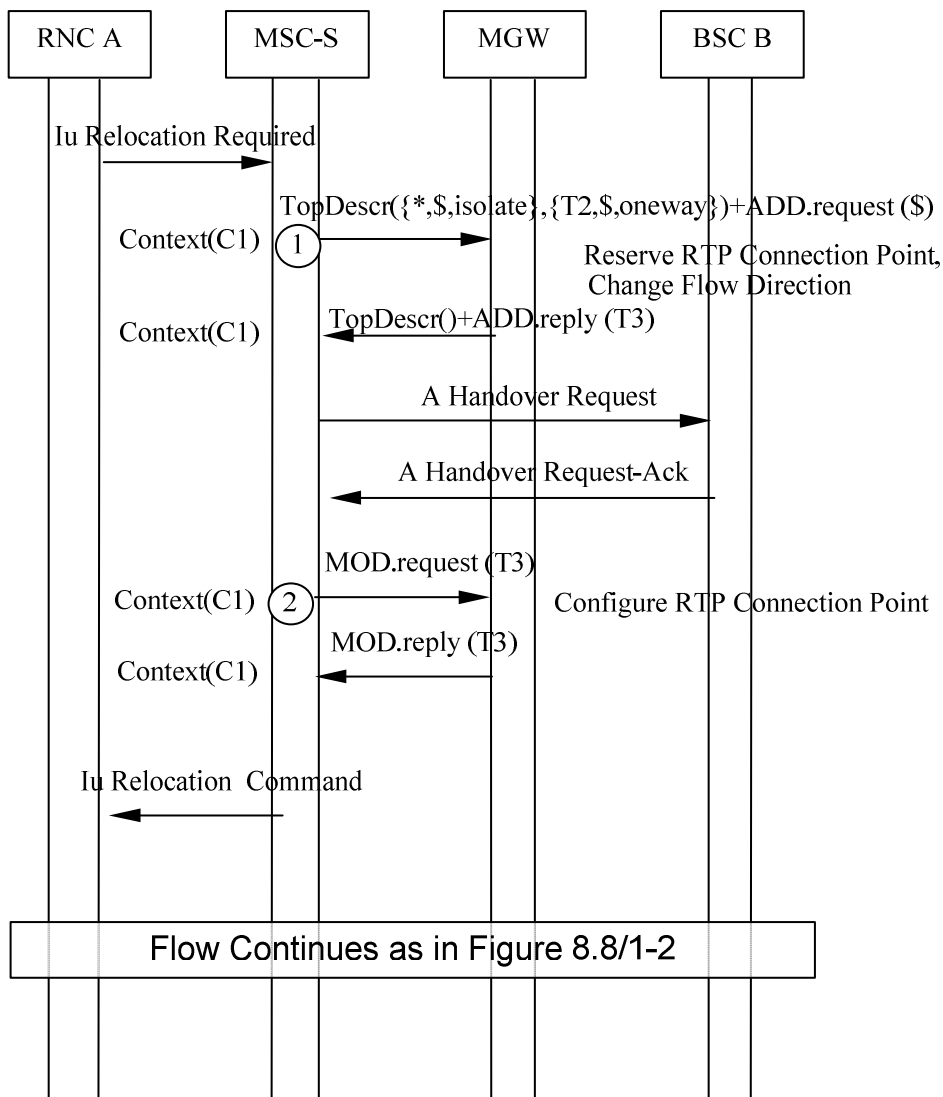 RNC A
MSC-S
MGW
BSC B
Iu Relocation Required
TopDescr({*,$,isolate},{T2,$,oneway})+ADD.request ($)
Context(C1)
1
Reserve RTP Connection Point,
Change Flow Direction
TopDescr()+ADD.reply (T3)
Context(C1)
A Handover Request
A Handover Request-Ack
MOD.request (T3)
Context(C1)
2
Configure RTP Connection Point
MOD.reply (T3)
Context(C1)
Iu Relocation Command
Flow Continues as in Figure 8.8/1-2